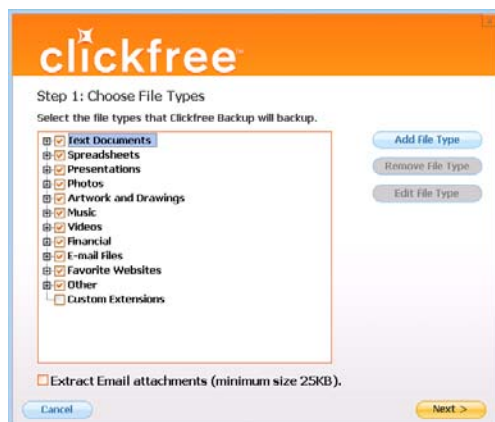 clickfree™
Step 1: Choose File Types
Select the file types that Clickfree Backup will backup.
Text Documents
Spreadsheets
Presentations
Photos
Artwork and Drawings
Music
Videos
Financial
E-mail Files
Favorite Websites
Other
Custom Extensions
Add File Type
Remove File Type
Edit File Type
Extract Email attachments (minimum size 25KB).
Cancel
Next >